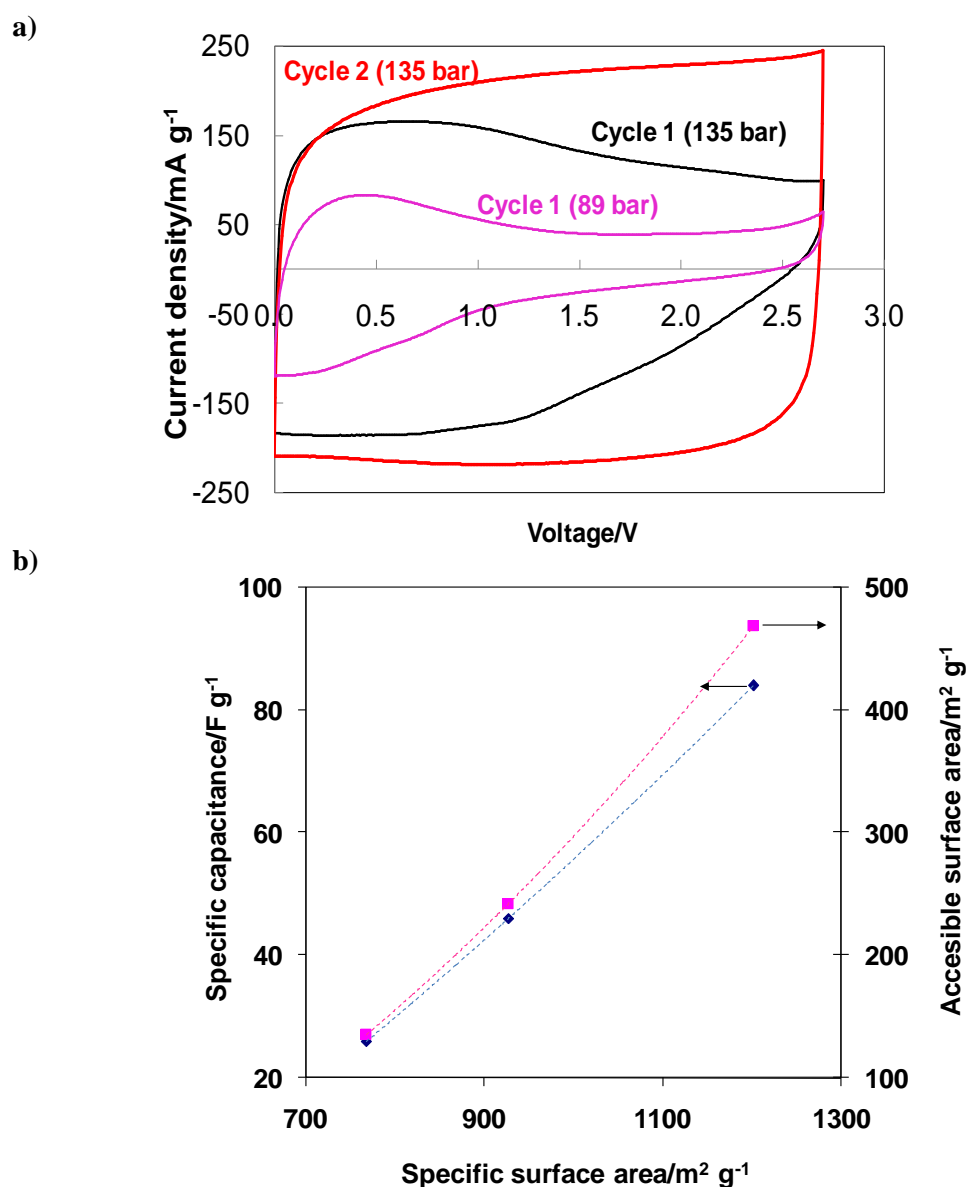 a)
250
Cycle 2 (135 bar)
150
Cycle 1 (135 bar)
50
Cycle 1 (89 bar)
-50
0.0 0.5 1.0 1.5 2.0 2.5 3.0
-150
-250
Current density/mA g-1
Voltage/V
b)
100 500
80 400
60 300
40 200
20 100
700 900 1100 1300
Specific capacitance/F g-1
Accesible surface area/m2 g-1
Specific surface area/m2 g-1